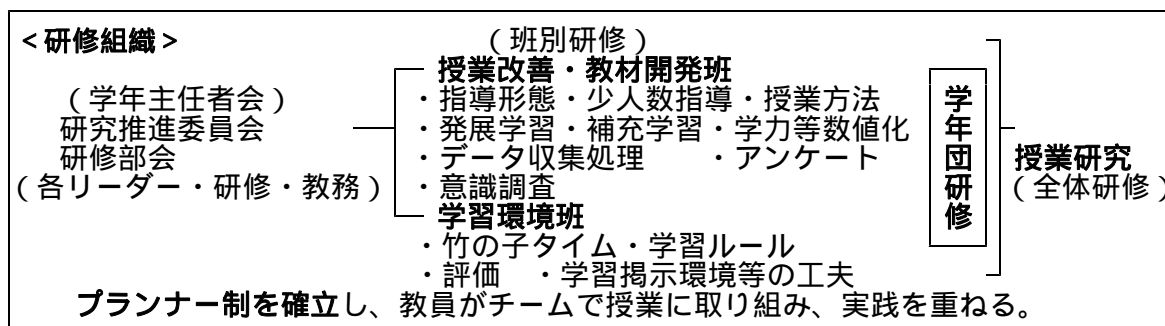 <研修組織>
(班別研修)
授業改善・教材開発班
(学年主任者会)
・指導形態・少人数指導・授業方法
研究推進委員会
・発展学習・補充学習・学力等数値化
研修部会
・データ収集処理 ・アンケート
(各リーダー・研修・教務)
・意識調査
学習環境班
・竹の子タイム・学習ルール
・評価 ・学習掲示環境等の工夫
学年団研修
授業研究
(全体研修)
プランナー制を確立し、教員がチームで授業に取り組み、実践を重ねる。